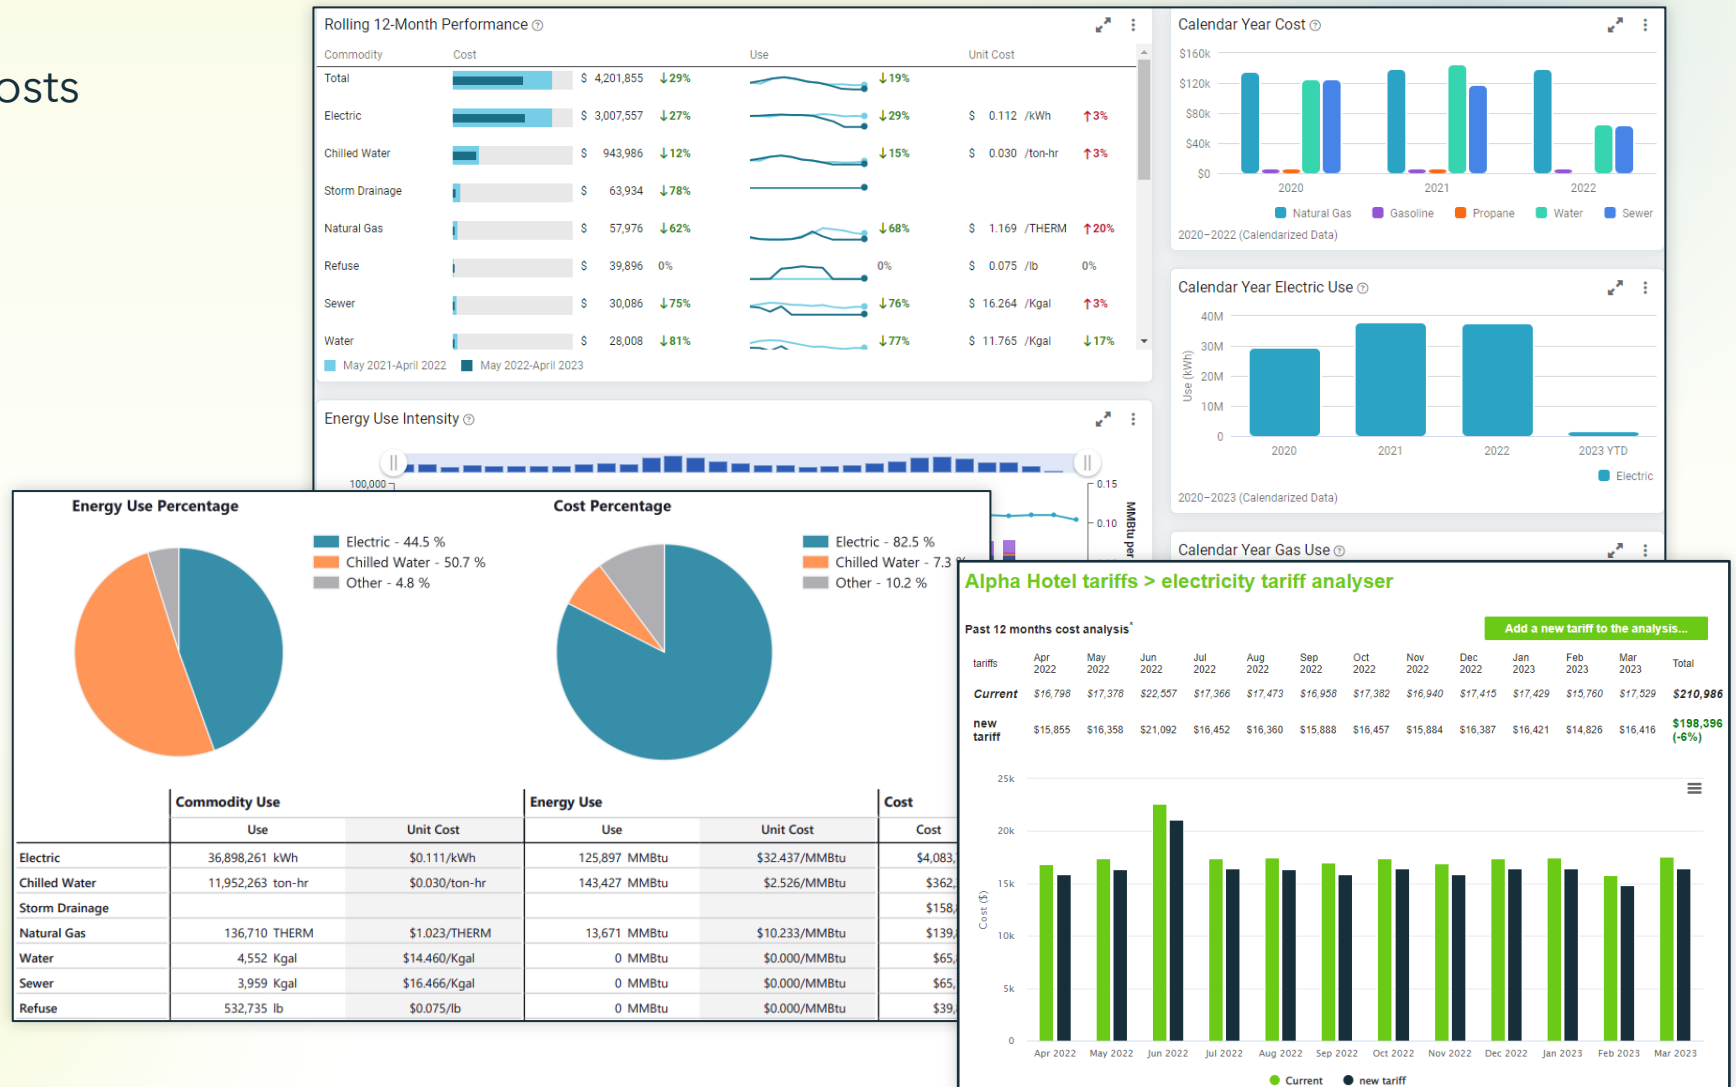 osts
Rolling 12-Month Performance
Commodity Cost Use Unit Cost
Total $ 4,201,855 ↓29% ↓19%
Electric $ 3,007,557 ↓27% ↓29% $ 0.112 /kWh ↑3%
Chilled Water $ 943,986 ↓12% ↓15% $ 0.030 /ton-hr ↑3%
Storm Drainage $ 63,934 ↓78%
Natural Gas $ 57,976 ↓62% ↓68% $ 1.169 /THERM ↑20%
Refuse $ 39,896 0% 0% $ 0.075 /lb 0%
Sewer $ 30,086 ↓75% ↓76% $ 16.264 /Kgal ↑3%
Water $ 28,008 ↓81% ↓77% $ 11.765 /Kgal ↓17%
May 2021-April 2022 May 2022-April 2023
Calendar Year Cost
$160k
$120k
$80k
$40k
$0
2020 2021 2022
Natural Gas Gasoline Propane Water Sewer
2020–2022 (Calendarized Data)
Calendar Year Electric Use
Use (kWh)
40M
30M
20M
10M
0
2020 2021 2022 2023 YTD
Electric
2020–2023 (Calendarized Data)
Calendar Year Gas Use
Energy Use Intensity
100,000
0.15
0.10
MMBtu per
Energy Use Percentage
Electric - 44.5 %
Chilled Water - 50.7 %
Other - 4.8 %
Cost Percentage
Electric - 82.5 %
Chilled Water - 7.3
Other - 10.2 %
Commodity Use Energy Use Cost
Use Unit Cost Use Unit Cost Cost
Electric 36,898,261 kWh $0.111/kWh 125,897 MMBtu $32.437/MMBtu $4,083,
Chilled Water 11,952,263 ton-hr $0.030/ton-hr 143,427 MMBtu $2.526/MMBtu $362,
Storm Drainage $158,
Natural Gas 136,710 THERM $1.023/THERM 13,671 MMBtu $10.233/MMBtu $139,
Water 4,552 Kgal $14.460/Kgal 0 MMBtu $0.000/MMBtu $65,
Sewer 3,959 Kgal $16.466/Kgal 0 MMBtu $0.000/MMBtu $65,
Refuse 532,735 lb $0.075/lb 0 MMBtu $0.000/MMBtu $39,
Alpha Hotel tariffs > electricity tariff analyser
Past 12 months cost analysis*
Add a new tariff to the analysis...
tariffs Apr 2022 May 2022 Jun 2022 Jul 2022 Aug 2022 Sep 2022 Oct 2022 Nov 2022 Dec 2022 Jan 2023 Feb 2023 Mar 2023 Total
Current $16,798 $17,378 $22,557 $17,366 $17,473 $16,958 $17,382 $16,940 $17,415 $17,429 $15,760 $17,529 $210,986
new tariff $15,855 $16,358 $21,092 $16,452 $16,360 $15,888 $16,457 $15,884 $16,387 $16,421 $14,826 $16,416 $198,396 (-6%)
Cost ($)
25k
20k
15k
10k
5k
0
Apr 2022 May 2022 Jun 2022 Jul 2022 Aug 2022 Sep 2022 Oct 2022 Nov 2022 Dec 2022 Jan 2023 Feb 2023 Mar 2023
Current new tariff